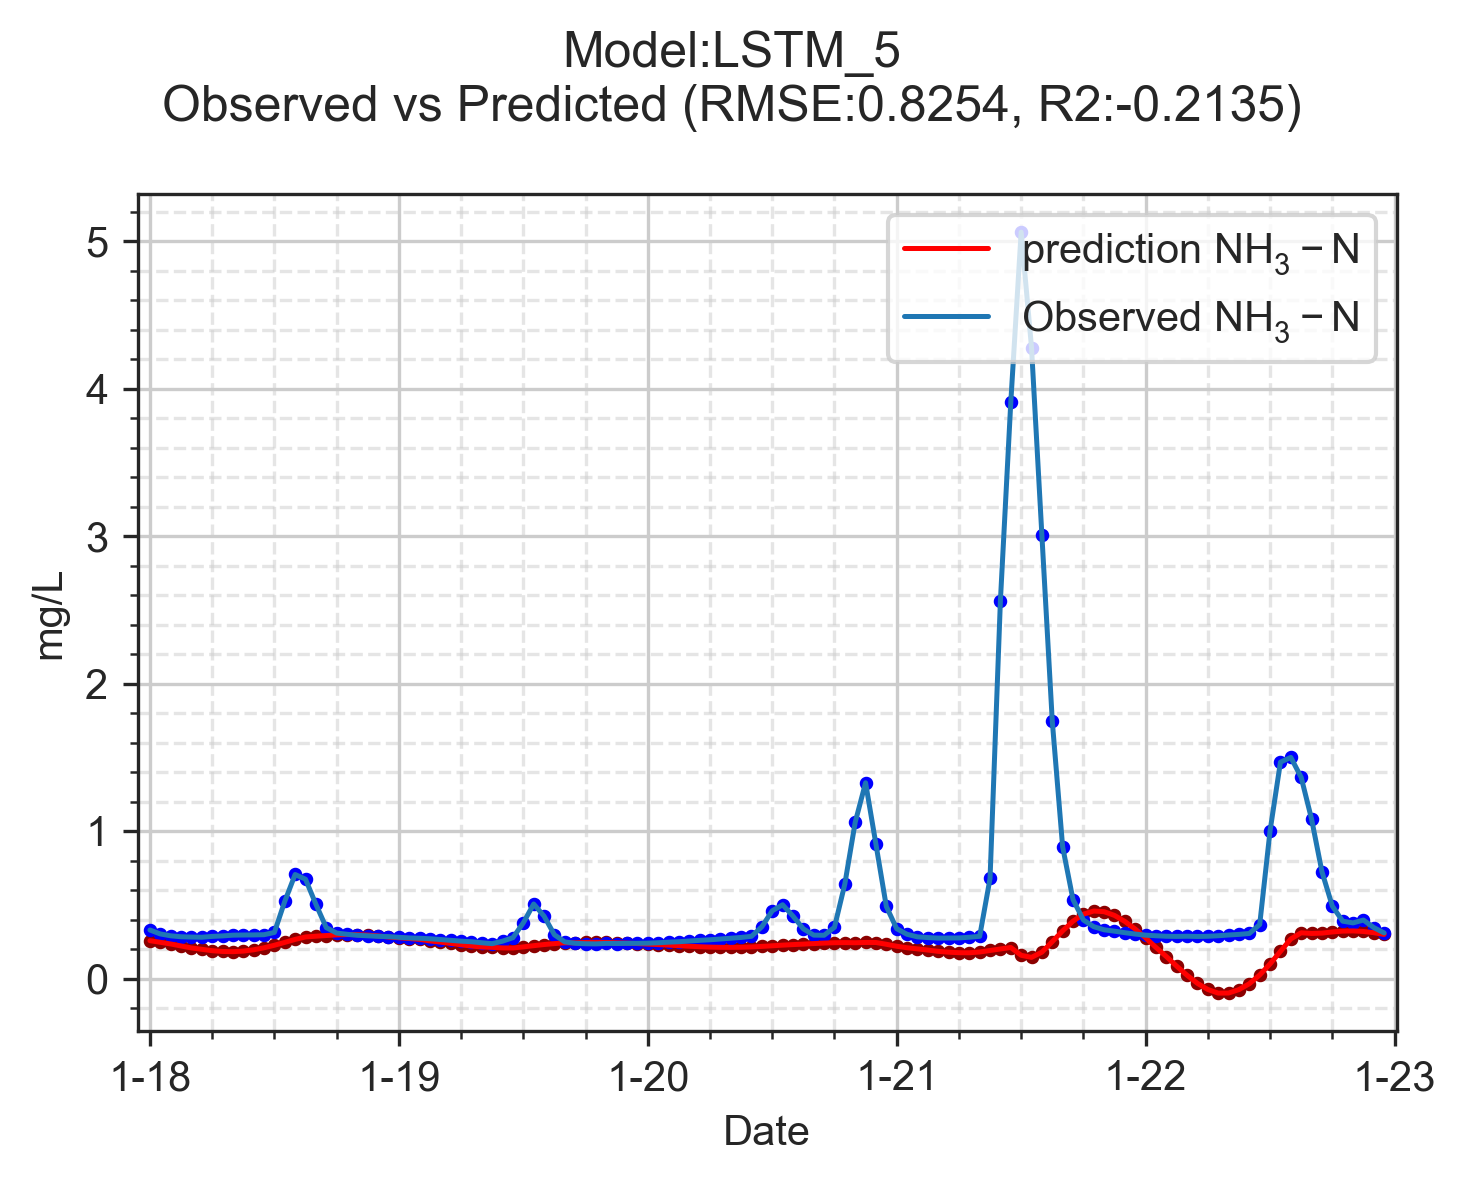 Model:LSTM_5
Observed vs Predicted (RMSE:0.8254, R2:-0.2135)
prediction NH₃ − N
Observed NH₃ − N
5
4
3
2
1
0
mg/L
1-18 1-19 1-20 1-21 1-22 1-23
Date